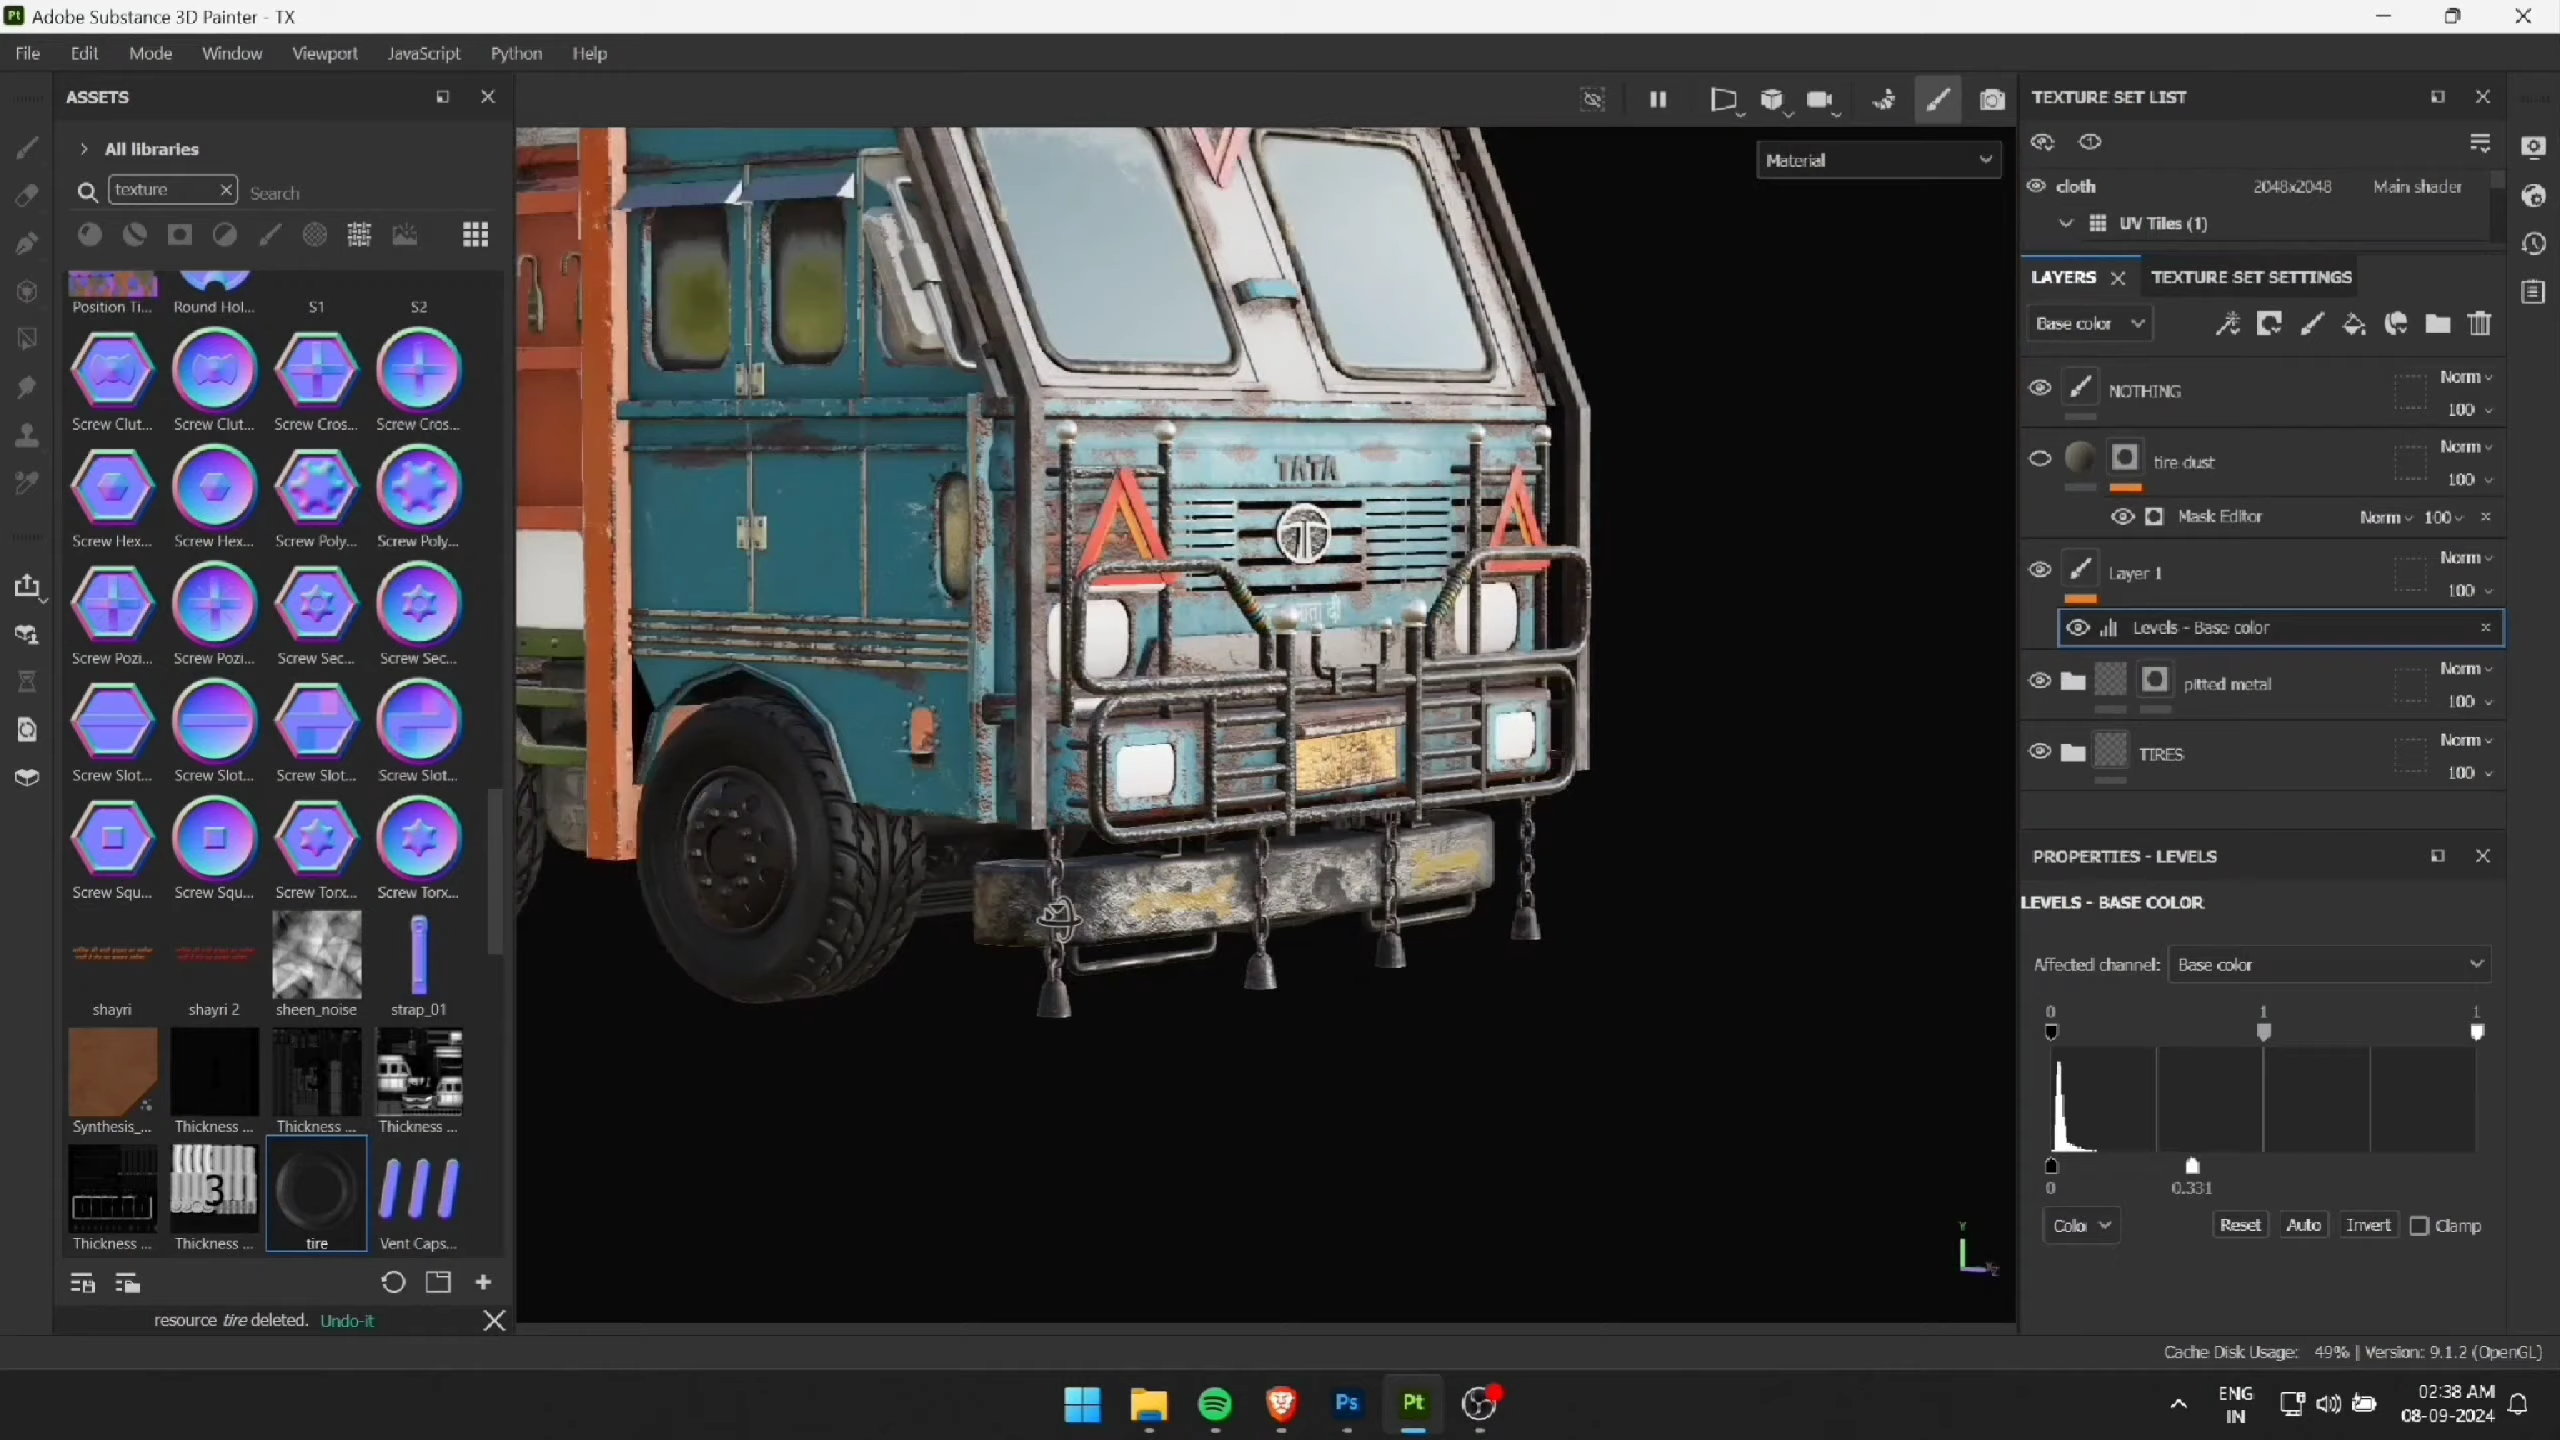 Pt Adobe Substance 3D Painter - TX
File Edit Mode Window Viewport JavaScript Python Help
ASSETS
All libraries
texture Search
Position Ti... Round Hol... S1 S2
Screw Clut... Screw Clut... Screw Cros... Screw Cros...
Screw Hex... Screw Hex... Screw Poly... Screw Poly...
Screw Pozi... Screw Pozi... Screw Sec... Screw Sec...
Screw Slot... Screw Slot... Screw Slot... Screw Slot...
Screw Squ... Screw Squ... Screw Torx... Screw Torx...
shayri shayri 2 sheen_noise strap_01
Synthesis_... Thickness ... Thickness ... Thickness ...
3
Thickness ... Thickness ... tire Vent Caps...
resource tire deleted. Undo-it
Material
TATA
Y
TEXTURE SET LIST
cloth 2048x2048 Main shader
UV Tiles (1)
LAYERS TEXTURE SET SETTINGS
Base color
NOTHING Norm
100
tire dust Norm
100
Mask Editor Norm 100
Layer 1 Norm
100
Levels - Base color
pitted metal Norm
100
TIRES Norm
100
PROPERTIES - LEVELS
LEVELS - BASE COLOR
Affected channel: Base color
0 1 1
0 0.331
Color Reset Auto Invert Clamp
Cache Disk Usage: 49% | Version: 9.1.2 (OpenGL)
Ps Pt
ENG
IN
02:38 AM
08-09-2024